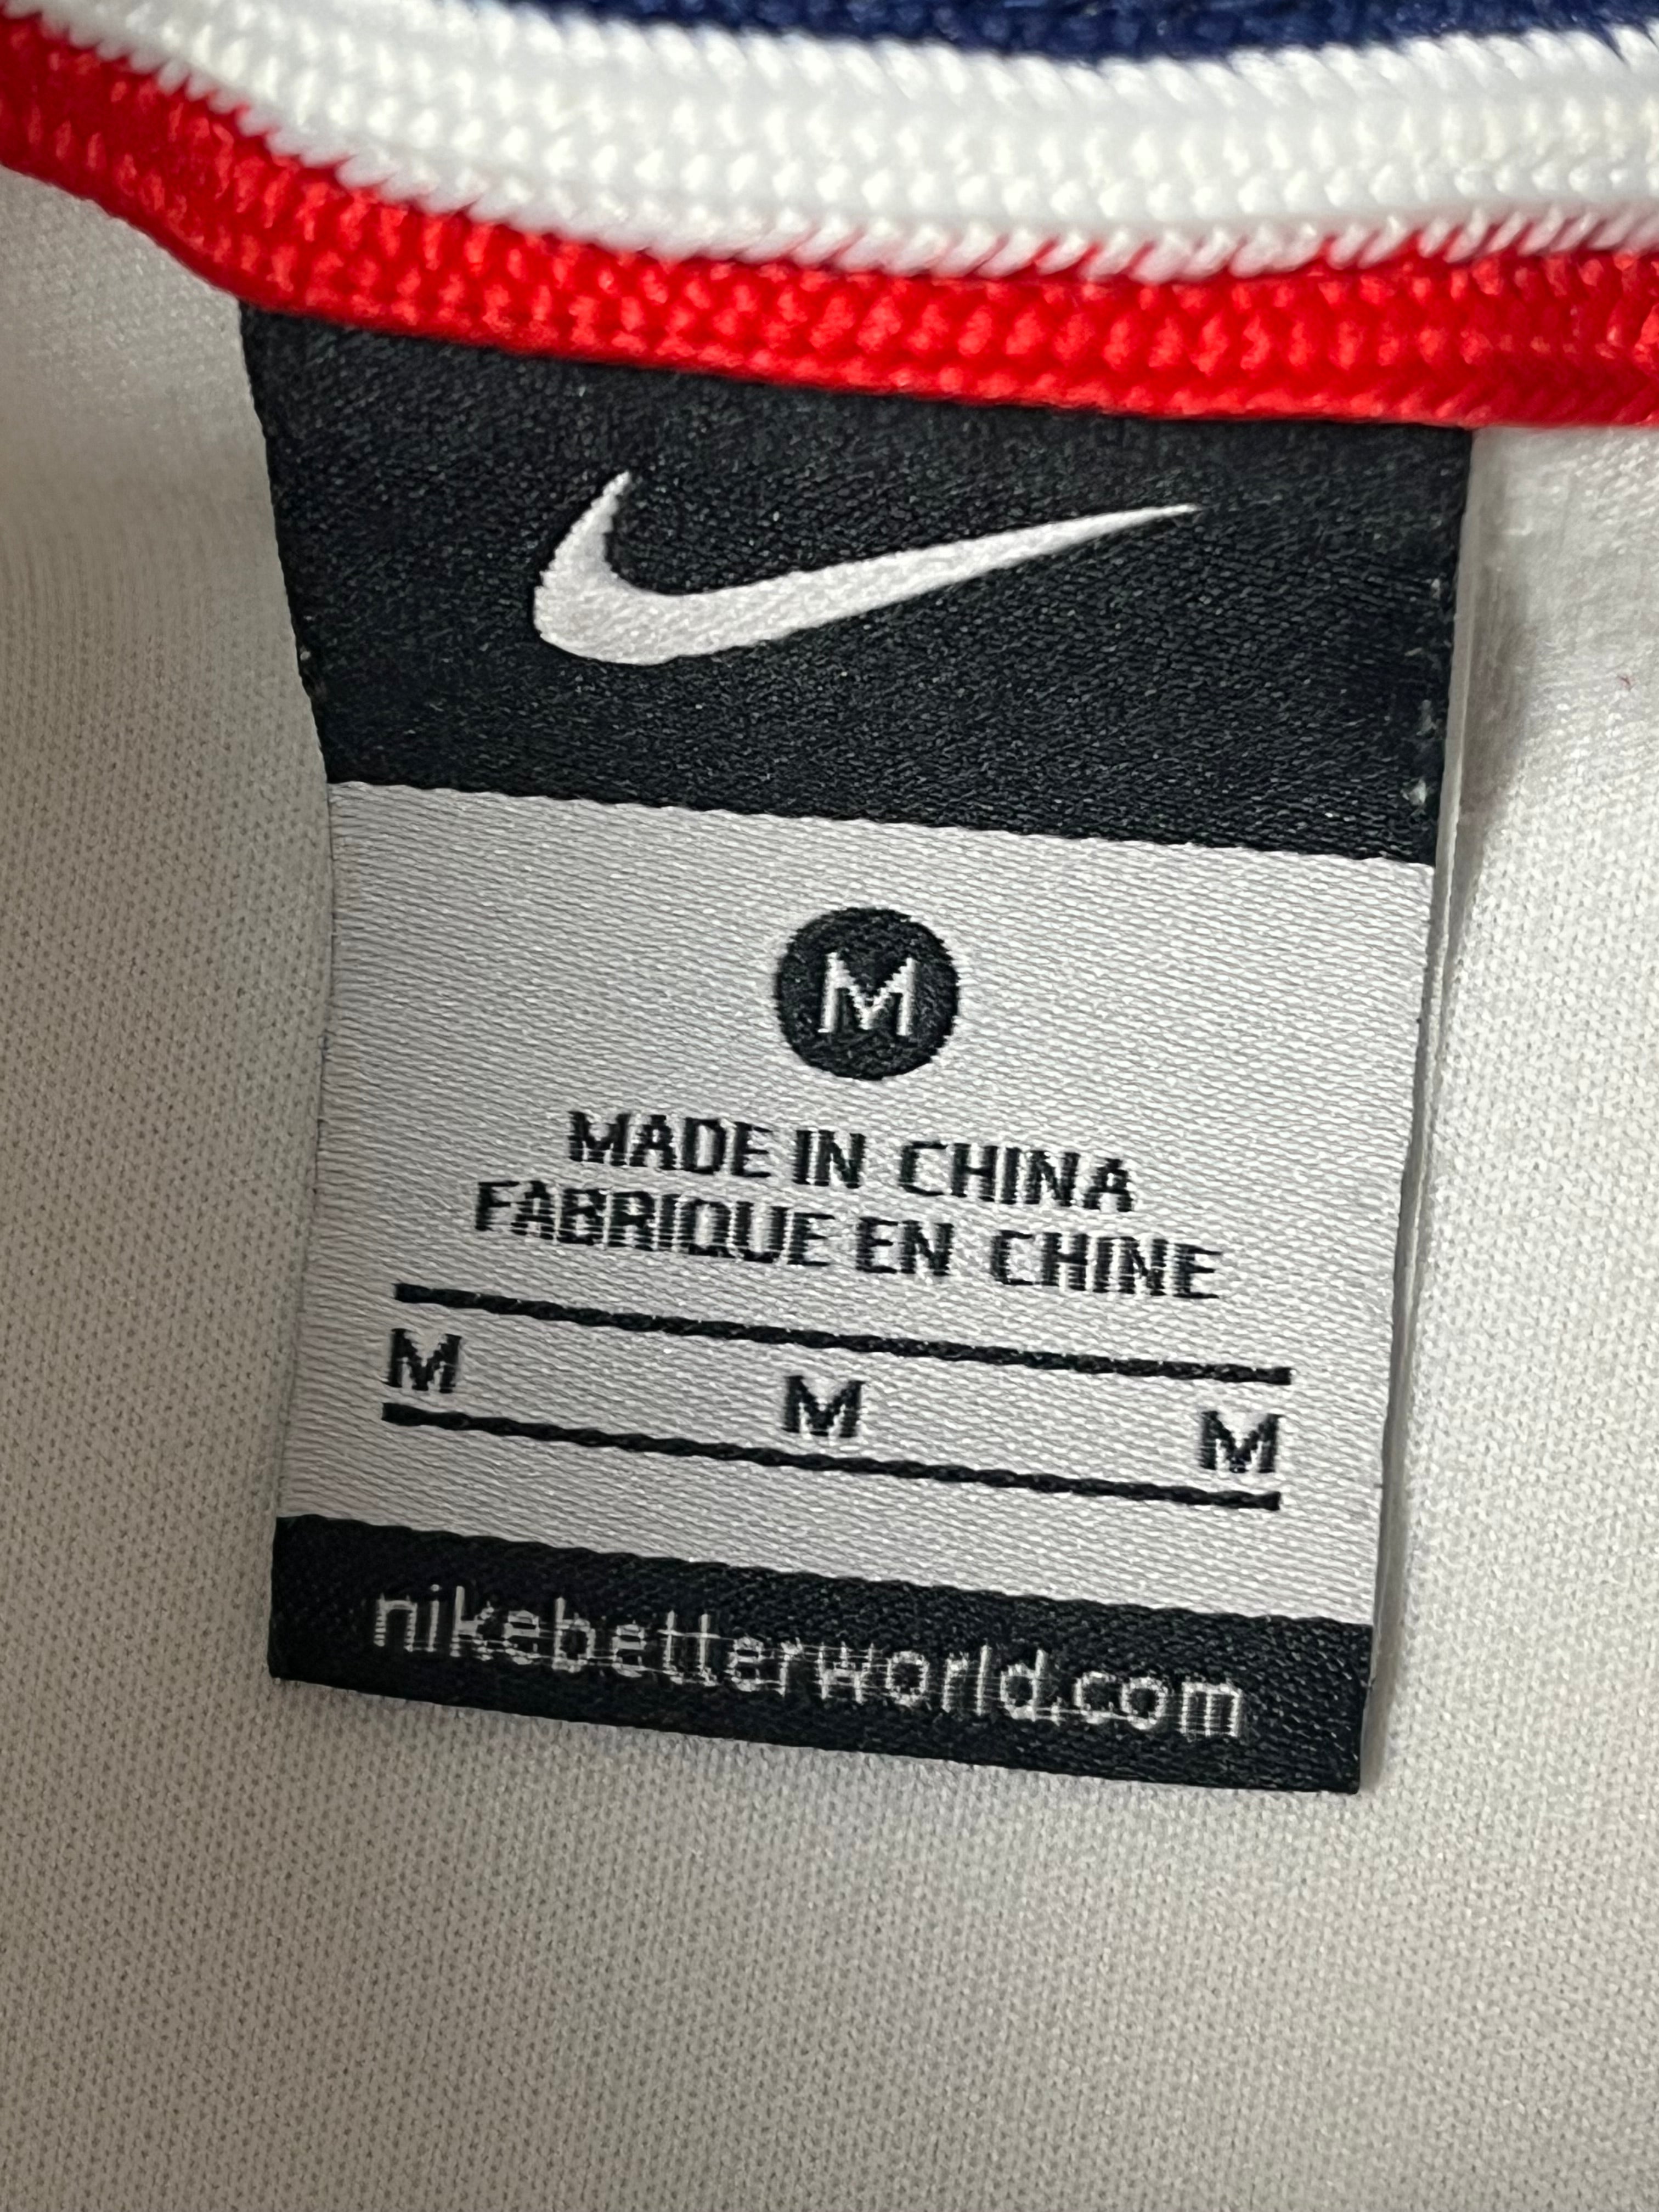 M
MADE IN CHINA
FABRIQUE EN CHINE
M M M
nikebetterworld.com